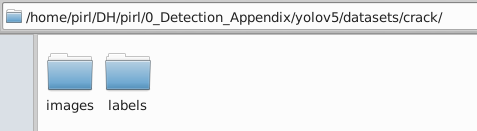 /home/pirl/DH/pirl/0_Detection_Appendix/yolov5/datasets/crack/
images labels